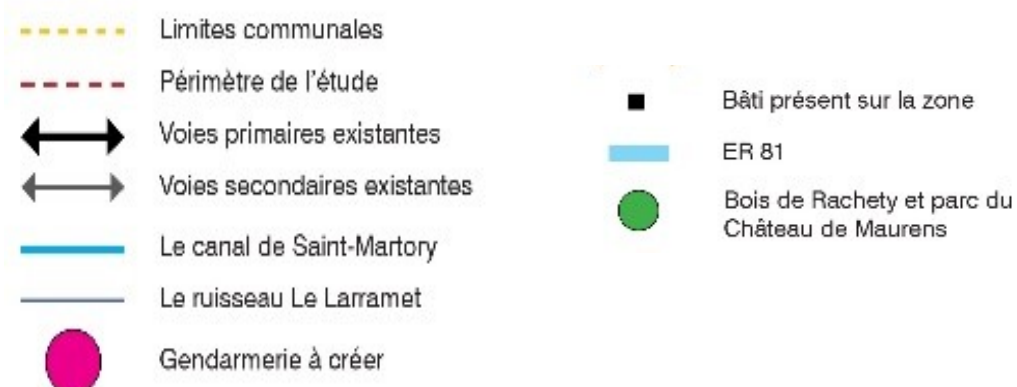 Limites communales
Périmètre de l'étude
Voies primaires existantes
Voies secondaires existantes
Le canal de Saint-Martory
Le ruisseau Le Larramet
Gendarmerie à créer
Bâti présent sur la zone
ER 81
Bois de Rachety et parc du
Château de Maurens